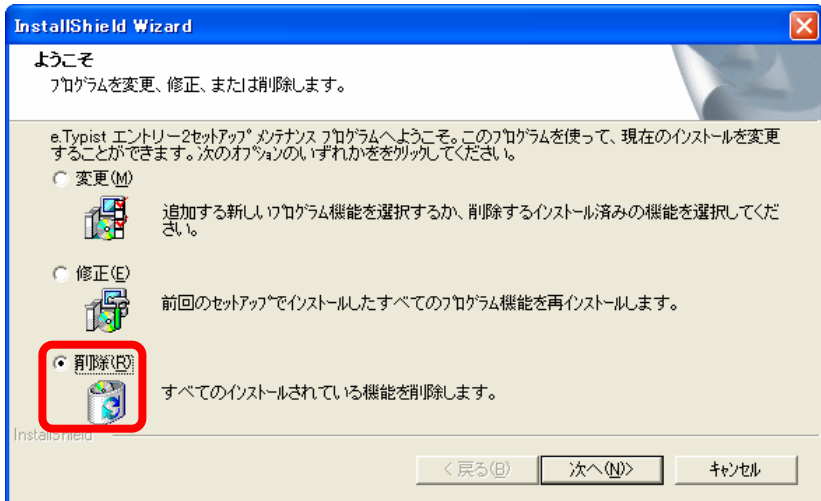 InstallShield Wizard
ようこそ
プログラムを変更、修正、または削除します。
e.Typist エントリー2セットアップ メンテナンス プログラムへようこそ。このプログラムを使って、現在のインストールを変更
することができます。次のオプションのいずれかををクリックしてください。
変更(M)
追加する新しいプログラム機能を選択するか、削除するインストール済みの機能を選択してくだ
さい。
修正(E)
前回のセットアップでインストールしたすべてのプログラム機能を再インストールします。
削除(R)
すべてのインストールされている機能を削除します。
InstallShield
< 戻る(B)
次へ(N)>
キャンセル